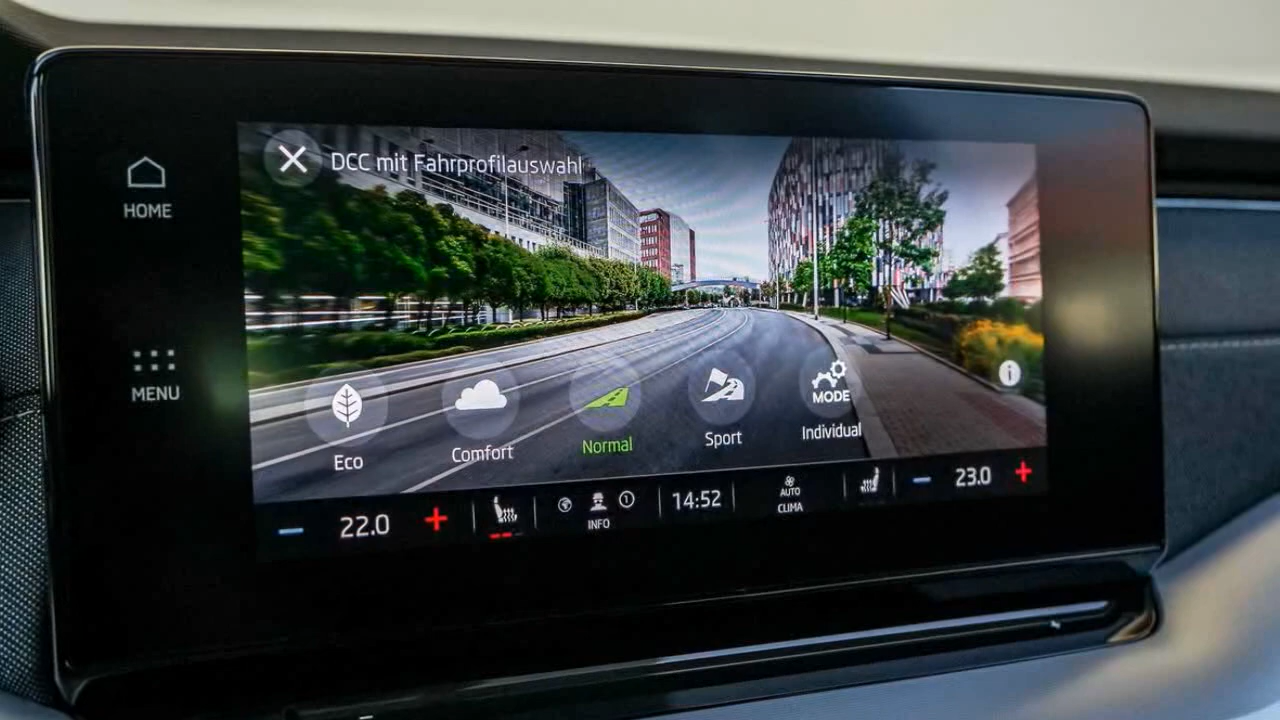 DCC mit Fahrprofilauswahl
HOME
MENU
Eco
Comfort
Normal
Sport
MODE
Individual
i
22.0
INFO
1
14:52
AUTO
CLIMA
23.0